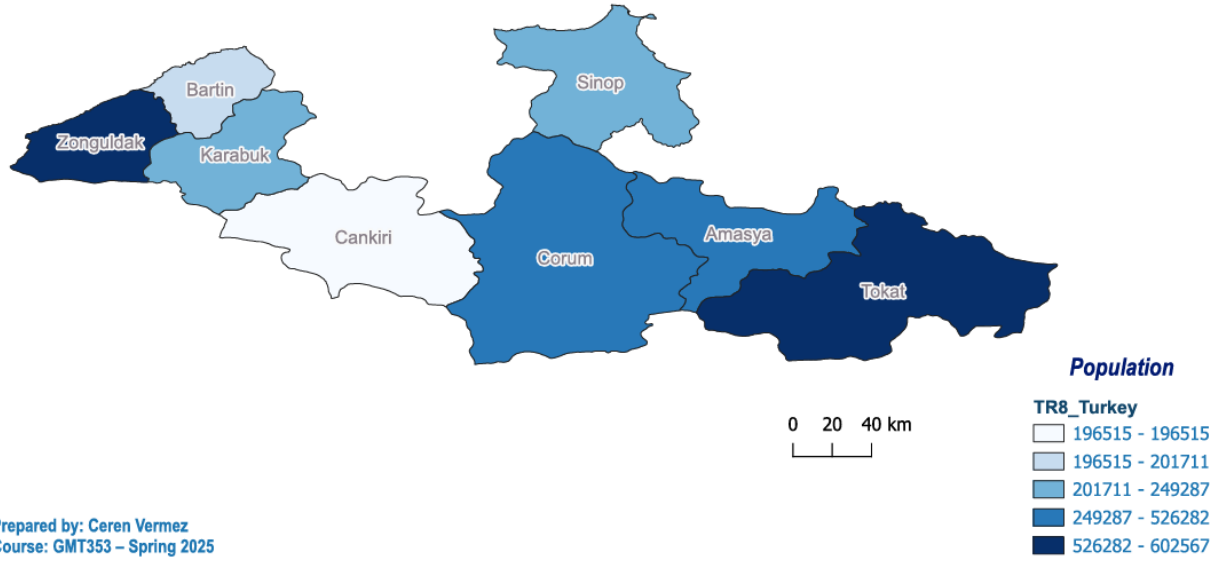 Sinop
Bartin
Zonguldak
Karabuk
Cankiri
Amasya
Corum
Tokat
Population
TR8_Turkey
196515 - 196515
196515 - 201711
201711 - 249287
249287 - 526282
526282 - 602567
0 20 40 km
Prepared by: Ceren Vermez
Course: GMT353 – Spring 2025